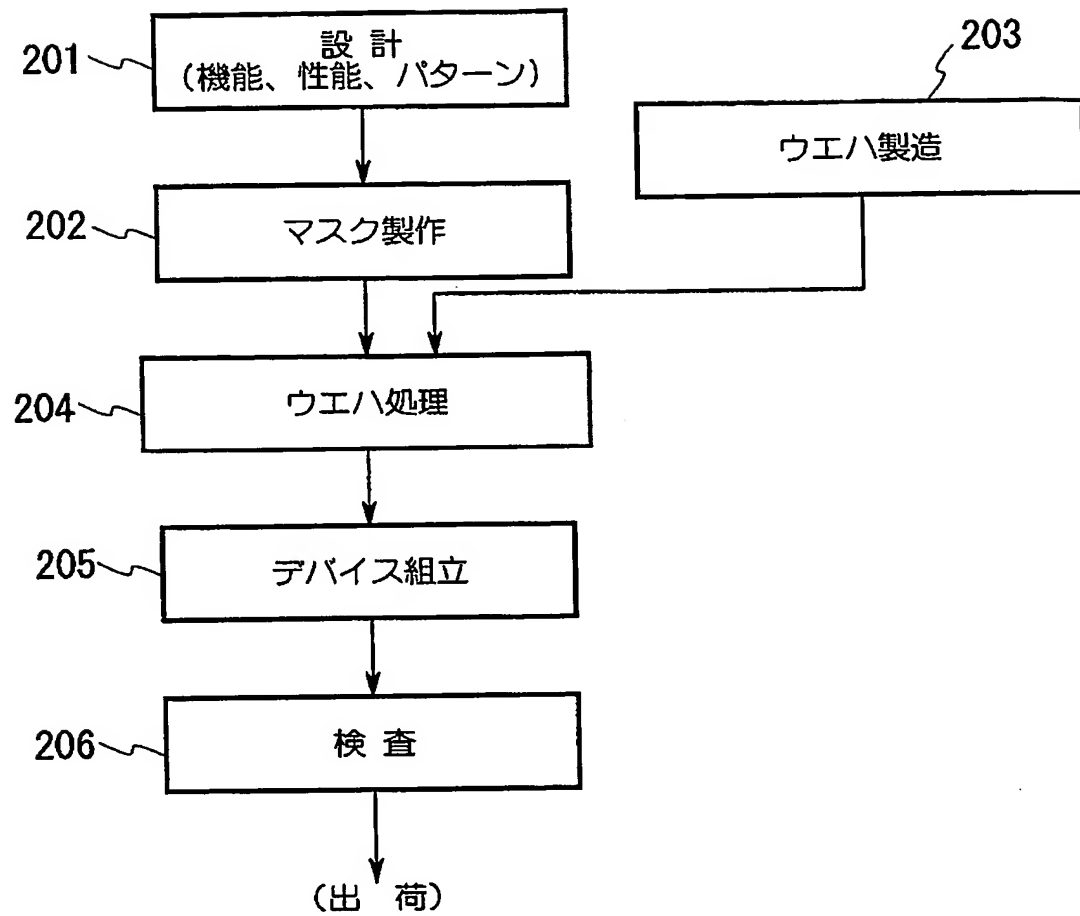 201
設計
(機能、性能、パターン)
203
ウエハ製造
202
マスク製作
204
ウエハ処理
205
デバイス組立
206
検査
(出 荷)